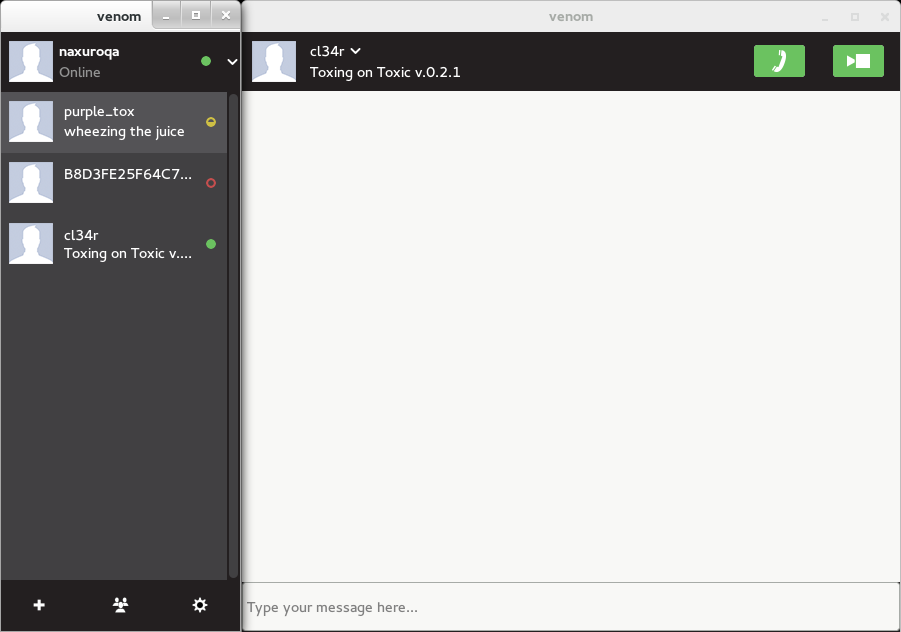 venom
naxuroqa
Online
purple_tox
wheezing the juice
B8D3FE25F64C7...
cl34r
Toxing on Toxic v....
venom
cl34r
Toxing on Toxic v.0.2.1
Type your message here...